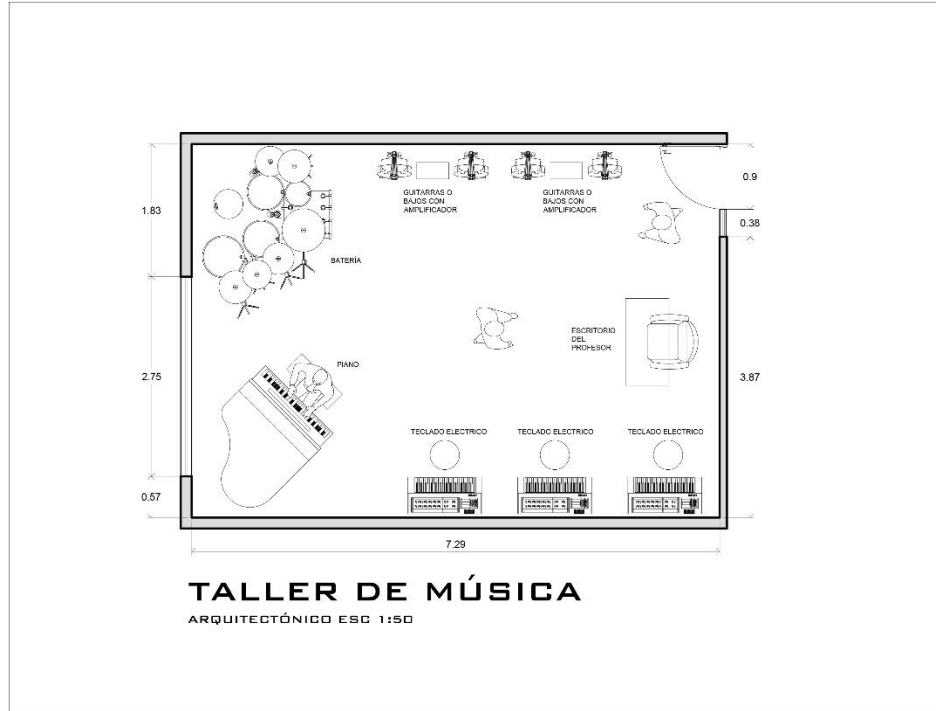 0.9
GUITARRAS O
BAJOS CON
AMPLIFICADOR
GUITARRAS O
BAJOS CON
AMPLIFICADOR
1.83
0.38
BATERÍA
ESCRITORIO
DEL
PROFESOR
PIANO
2.75
3.87
TECLADO ELECTRICO
TECLADO ELECTRICO
TECLADO ELECTRICO
0.57
7.29
TALLER DE MÚSICA
ARQUITECTÓNICO ESC 1:50